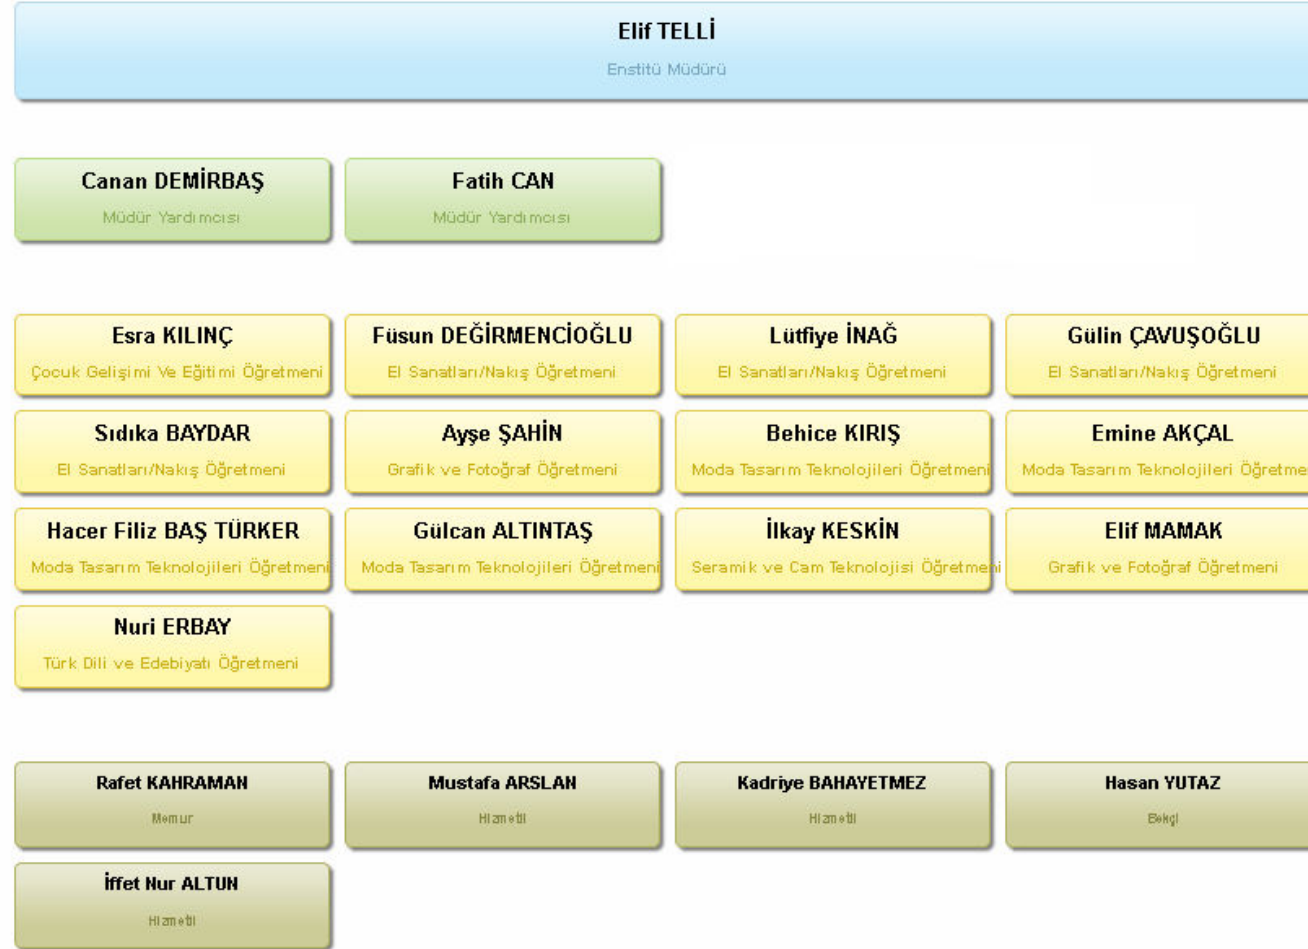 Elif TELLİ
Enstitü Müdürü
Canan DEMİRBAŞ
Müdür Yardımcısı
Fatih CAN
Müdür Yardımcısı
Esra KILINÇ
Çocuk Gelişimi Ve Eğitimi Öğretmeni
Füsun DEĞİRMENCİOĞLU
El Sanatları/Nakış Öğretmeni
Lütfiye İNAĞ
El Sanatları/Nakış Öğretmeni
Gülin ÇAVUŞOĞLU
El Sanatları/Nakış Öğretmeni
Sıdıka BAYDAR
El Sanatları/Nakış Öğretmeni
Ayşe ŞAHİN
Grafik ve Fotoğraf Öğretmeni
Behice KIRIŞ
Moda Tasarım Teknolojileri Öğretmeni
Emine AKÇAL
Moda Tasarım Teknolojileri Öğretme
Hacer Filiz BAŞ TÜRKER
Moda Tasarım Teknolojileri Öğretmeni
Gülcan ALTINTAŞ
Moda Tasarım Teknolojileri Öğretmeni
İlkay KESKİN
Seramik ve Cam Teknolojisi Öğretmeni
Elif MAMAK
Grafik ve Fotoğraf Öğretmeni
Nuri ERBAY
Türk Dili ve Edebiyatı Öğretmeni
Rafet KAHRAMAN
Memur
Mustafa ARSLAN
Hizmetli
Kadriye BAHAYETMEZ
Hizmetli
Hasan YUTAZ
Bekçi
İffet Nur ALTUN
Hizmetli